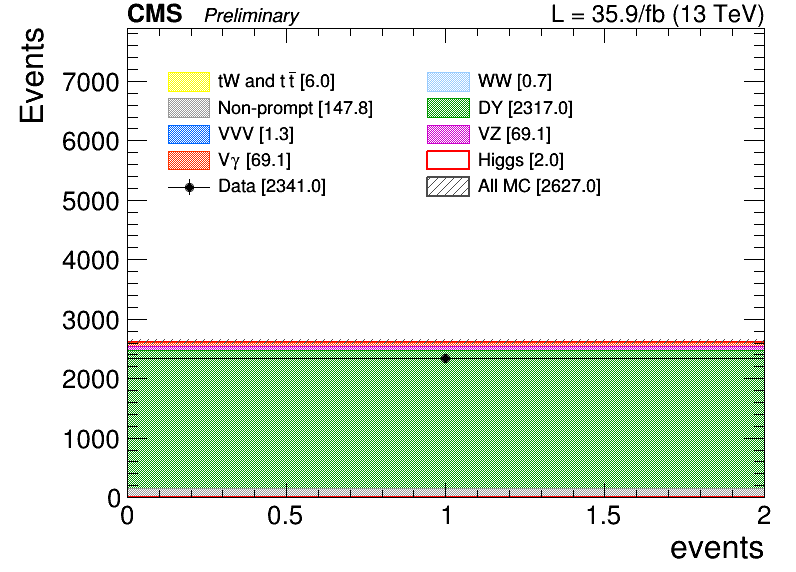 CMS Preliminary L = 35.9/fb (13 TeV)
Events
7000
6000
5000
4000
3000
2000
1000
0
tW and t t̄ [6.0] WW [0.7]
Non-prompt [147.8] DY [2317.0]
VVV [1.3] VZ [69.1]
Vγ [69.1] Higgs [2.0]
Data [2341.0] All MC [2627.0]
0 0.5 1 1.5 2
events